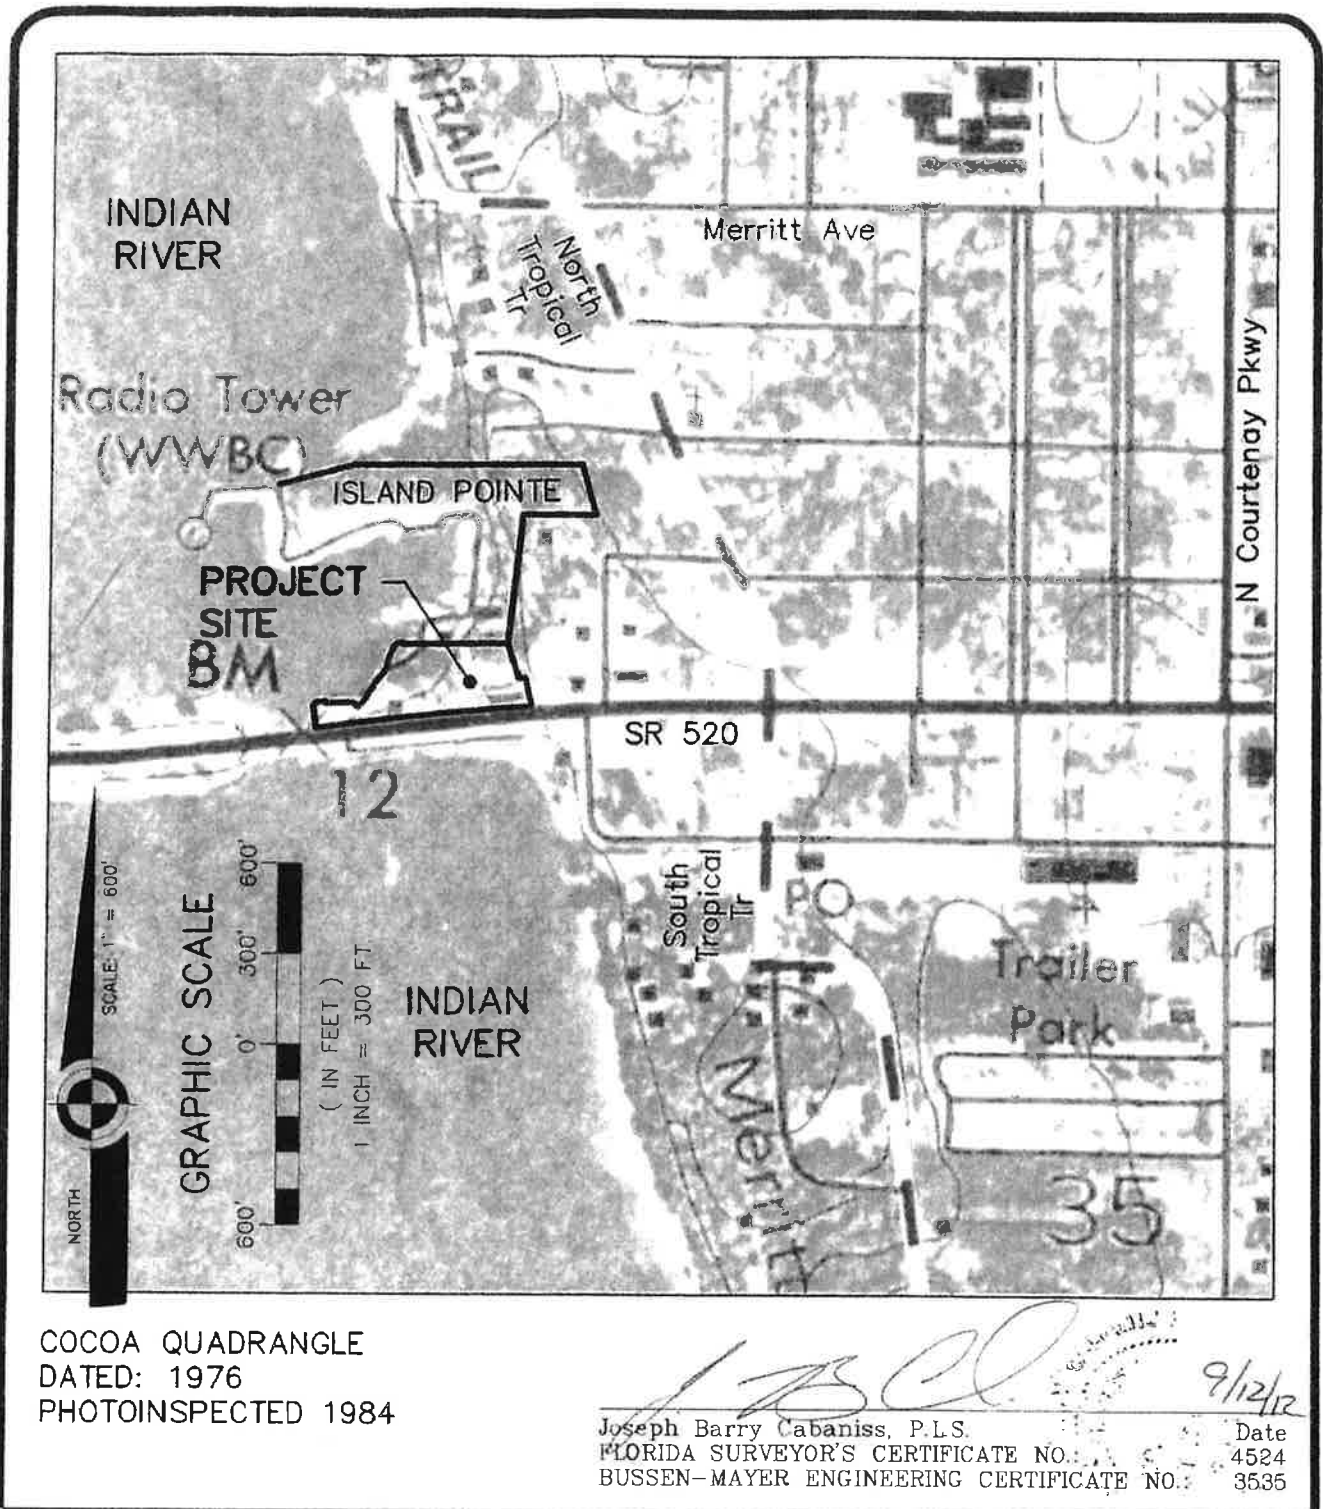 TRAIL
INDIAN
RIVER
Merritt Ave
North
Tropical
Tr
N Courtenay Pkwy
Radio Tower
(WWBC)
ISLAND POINTE
PROJECT
SITE
BM
12
SR 520
SCALE: 1" = 600'
GRAPHIC SCALE
600'
300'
0'
600'
( IN FEET )
1 INCH = 300 FT
NORTH
INDIAN
RIVER
South
Tropical
Tr
PO
Trailer
Park
Merritt
35
COCOA QUADRANGLE
DATED: 1976
PHOTOINSPECTED 1984
9/12/12
Joseph Barry Cabaniss, P.L.S. Date
FLORIDA SURVEYOR'S CERTIFICATE NO.: 4524
BUSSEN-MAYER ENGINEERING CERTIFICATE NO.: 3535